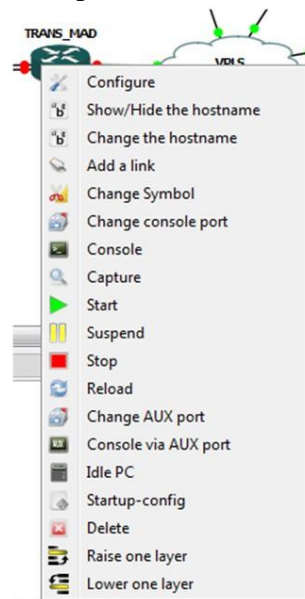 TRANS_MAD
VPLS
Configure
Show/Hide the hostname
Change the hostname
Add a link
Change Symbol
Change console port
Console
Capture
Start
Suspend
Stop
Reload
Change AUX port
Console via AUX port
Idle PC
Startup-config
Delete
Raise one layer
Lower one layer